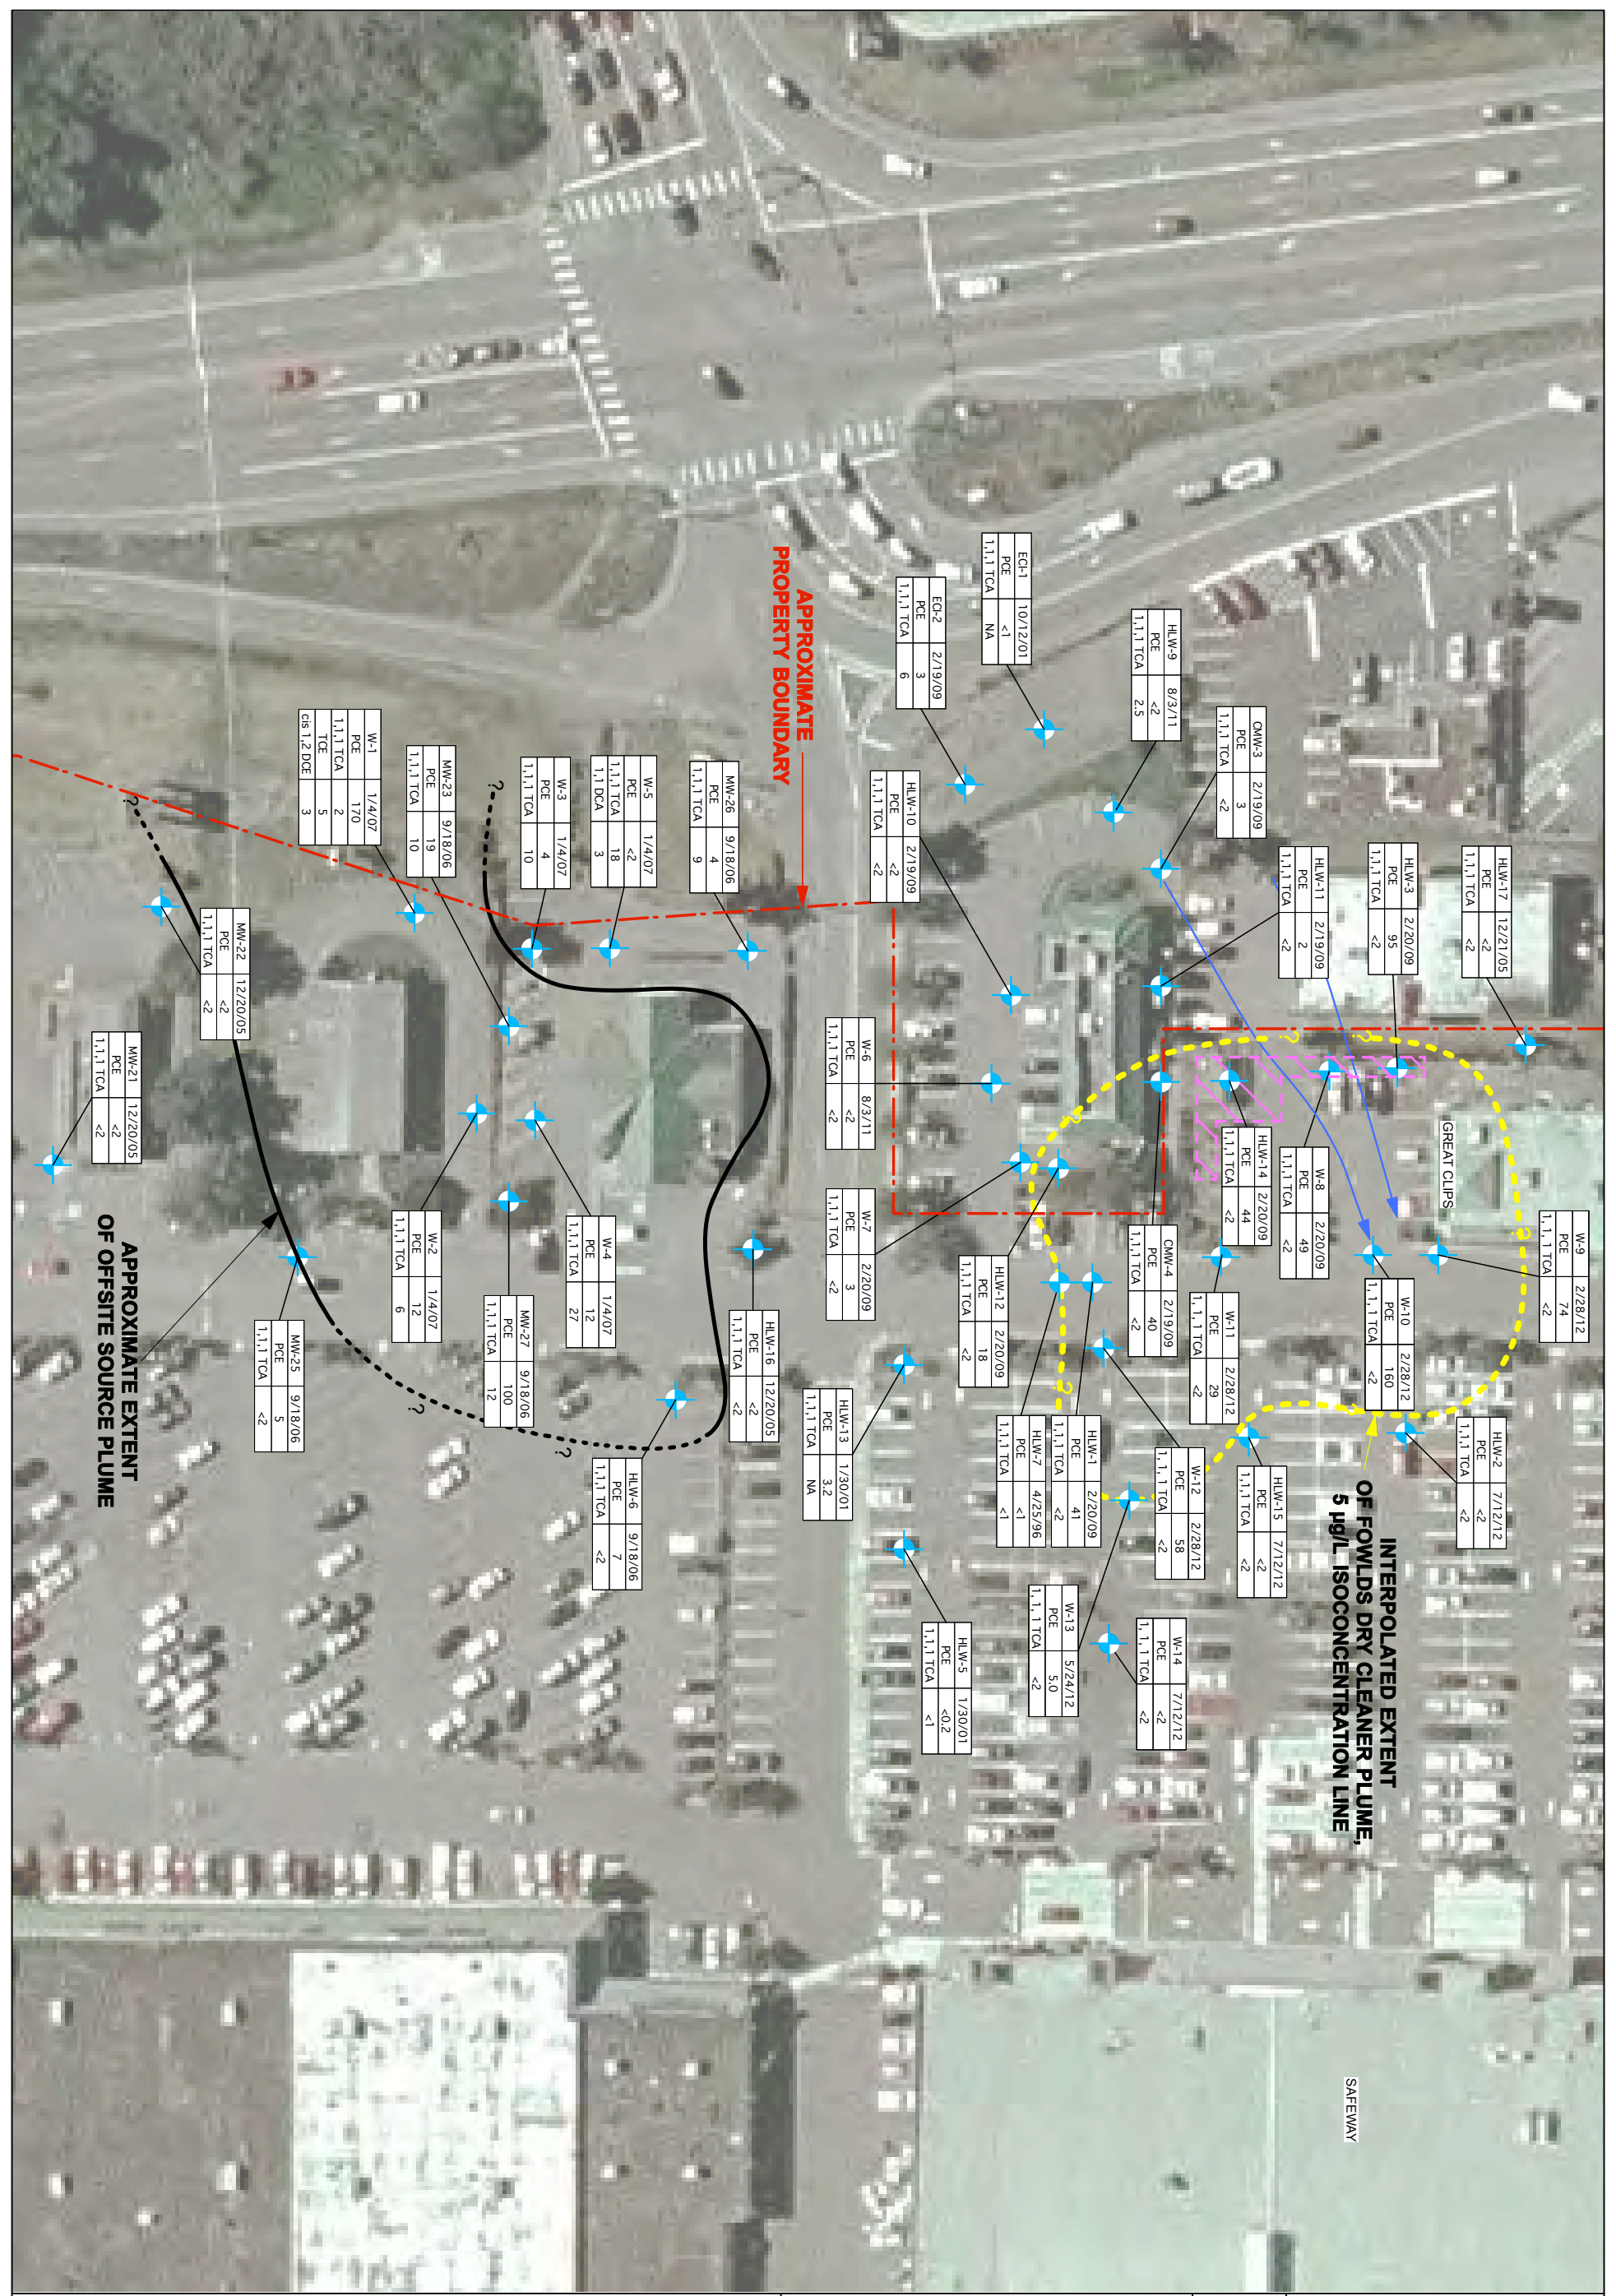 HLW-17 12/21/05
PCE <2
1,1,1 TCA <2
HLW-3 2/20/09
PCE 95
1,1,1 TCA <2
HLW-11 2/19/09
PCE 2
1,1,1 TCA <2
CMW-3 2/19/09
PCE 3
1,1,1 TCA <2
HLW-9 8/3/11
PCE <2
1,1,1 TCA 2.5
ECI-1 10/12/01
PCE <1
1,1,1 TCA NA
ECI-2 2/19/09
PCE 3
1,1,1 TCA 6
HLW-10 2/19/09
PCE <2
1,1,1 TCA <2
APPROXIMATE
PROPERTY BOUNDARY
MW-26 9/18/06
PCE 4
1,1,1 TCA 9
W-5 1/4/07
PCE <2
1,1,1 TCA 18
1,1 DCA 3
W-3 1/4/07
PCE 4
1,1,1 TCA 10
MW-23 9/18/06
PCE 19
1,1,1 TCA 10
W-1 1/4/07
PCE 170
1,1,1 TCA 2
TCE 5
cis 1,2 DCE 3
MW-22 12/20/05
PCE <2
1,1,1 TCA <2
MW-21 12/20/05
PCE <2
1,1,1 TCA <2
GREAT CLIPS
W-9 2/28/12
PCE 74
1,1,1 TCA <2
W-10 2/28/12
PCE 160
1, 1, 1 TCA <2
W-8 2/20/09
PCE 49
1,1,1 TCA <2
HLW-14 2/20/09
PCE 44
1,1,1 TCA <2
W-11 2/28/12
PCE 29
1, 1, 1 TCA <2
CMW-4 2/19/09
PCE 40
1,1,1 TCA <2
HLW-12 2/20/09
PCE 18
1,1,1 TCA <2
W-6 8/3/11
PCE <2
1,1,1 TCA <2
W-7 2/20/09
PCE 3
1,1,1 TCA <2
HLW-2 7/12/12
PCE <2
1,1,1 TCA <2
HLW-15 7/12/12
PCE <2
1,1,1 TCA <2
W-12 2/28/12
PCE 58
1, 1, 1 TCA <2
HLW-1 2/20/09
PCE 41
1,1,1 TCA <2
HLW-7 4/25/96
PCE <1
1,1,1 TCA <1
HLW-13 1/30/01
PCE 3.2
1,1,1 TCA NA
HLW-16 12/20/05
PCE <2
1,1,1 TCA <2
W-4 1/4/07
PCE 12
1,1,1 TCA 27
MW-27 9/18/06
PCE 100
1,1,1 TCA 12
W-2 1/4/07
PCE 12
1,1,1 TCA 6
MW-25 9/18/06
PCE 5
1,1,1 TCA <2
HLW-6 9/18/06
PCE 7
1,1,1 TCA <2
APPROXIMATE EXTENT
OF OFFSITE SOURCE PLUME
INTERPOLATED EXTENT
OF FOWLDS DRY CLEANER PLUME,
5 µg/L ISOCONCENTRATION LINE
W-14 7/12/12
PCE <2
1, 1, 1 TCA <2
W-13 5/24/12
PCE 5.0
1, 1, 1 TCA <2
HLW-5 1/30/01
PCE <0.2
1,1,1 TCA <1
SAFEWAY
?
?
?
?
?
?
?
?
?